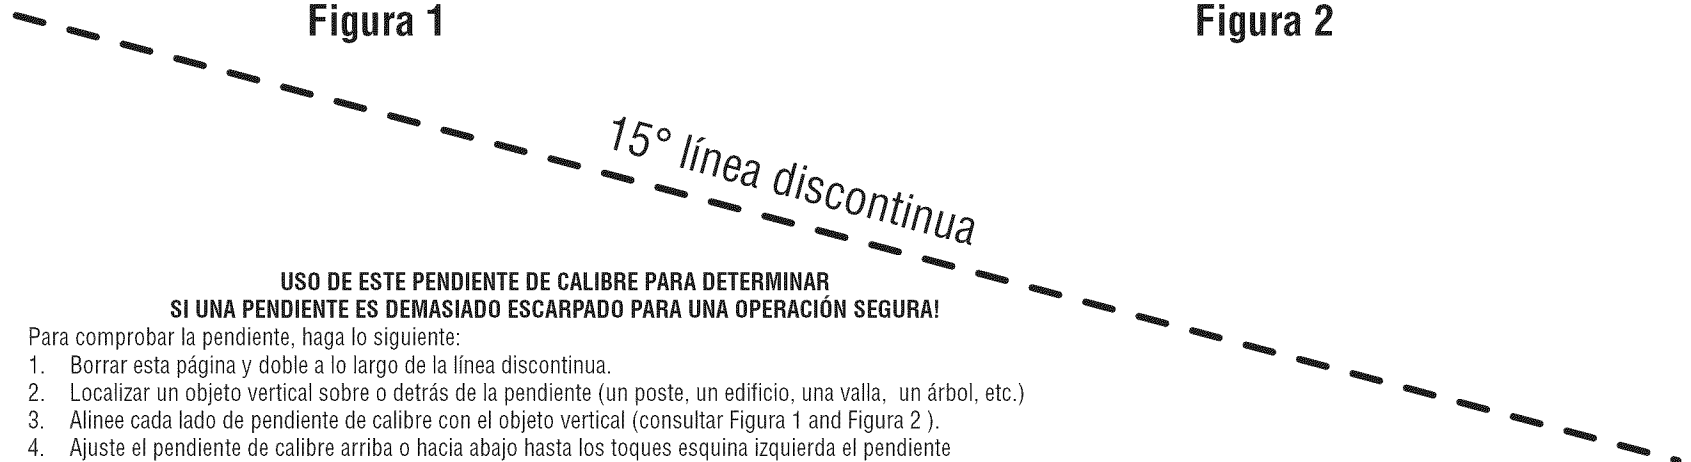 Figura 1
Figura 2
15° línea discontinua
USO DE ESTE PENDIENTE DE CALIBRE PARA DETERMINAR
SI UNA PENDIENTE ES DEMASIADO ESCARPADO PARA UNA OPERACIÓN SEGURA!
Para comprobar la pendiente, haga lo siguiente:
1. Borrar esta página y doble a lo largo de la línea discontinua.
2. Localizar un objeto vertical sobre o detrás de la pendiente (un poste, un edificio, una valla, un árbol, etc.)
3. Alinee cada lado de pendiente de calibre con el objeto vertical (consultar Figura 1 and Figura 2 ).
4. Ajuste el pendiente de calibre arriba o hacia abajo hasta los toques esquina izquierda el pendiente